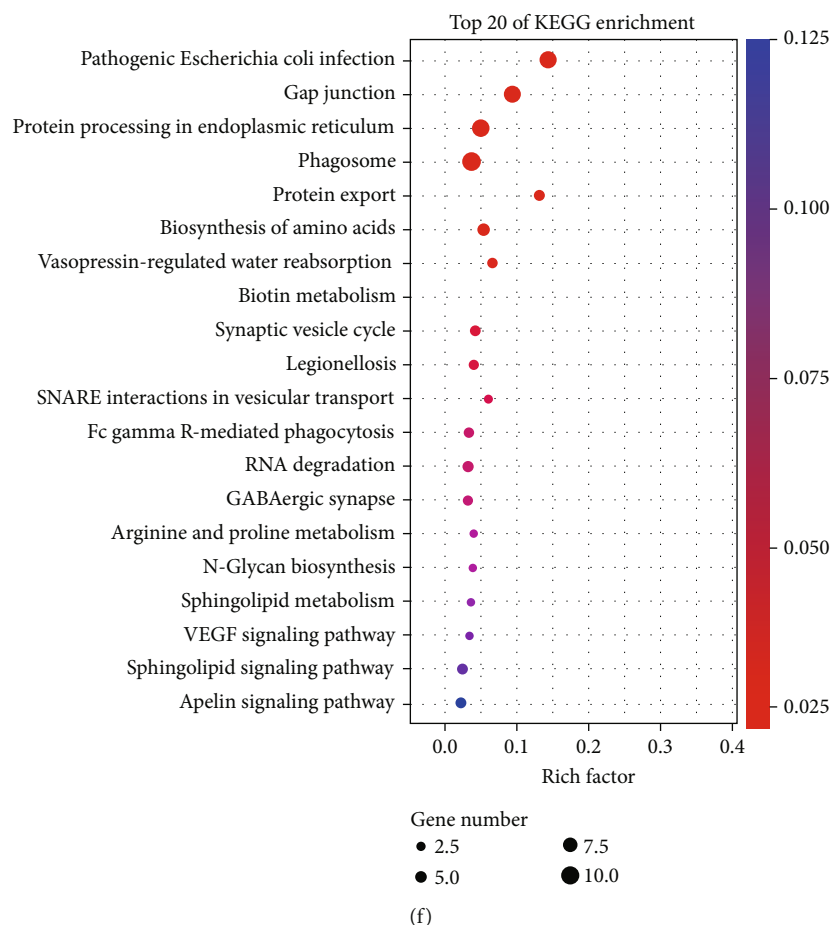 Top 20 of KEGG enrichment
Pathogenic Escherichia coli infection
Gap junction
Protein processing in endoplasmic reticulum
Phagosome
Protein export
Biosynthesis of amino acids
Vasopressin-regulated water reabsorption
Biotin metabolism
Synaptic vesicle cycle
Legionellosis
SNARE interactions in vesicular transport
Fc gamma R-mediated phagocytosis
RNA degradation
GABAergic synapse
Arginine and proline metabolism
N-Glycan biosynthesis
Sphingolipid metabolism
VEGF signaling pathway
Sphingolipid signaling pathway
Apelin signaling pathway
0.0 0.1 0.2 0.3 0.4
Rich factor
0.125
0.100
0.075
0.050
0.025
Gene number
2.5 7.5
5.0 10.0
(f)